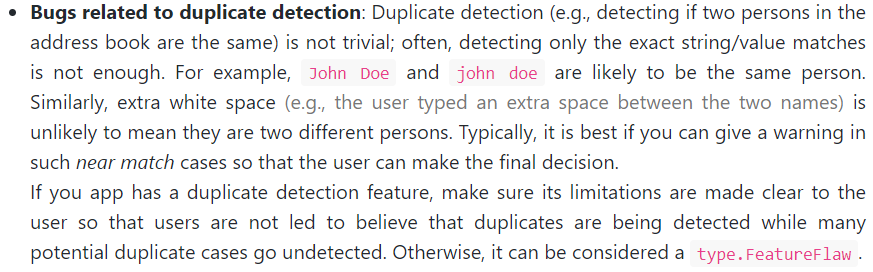 • Bugs related to duplicate detection: Duplicate detection (e.g., detecting if two persons in the
address book are the same) is not trivial; often, detecting only the exact string/value matches
is not enough. For example, John Doe and john doe are likely to be the same person.
Similarly, extra white space (e.g., the user typed an extra space between the two names) is
unlikely to mean they are two different persons. Typically, it is best if you can give a warning in
such near match cases so that the user can make the final decision.
If you app has a duplicate detection feature, make sure its limitations are made clear to the
user so that users are not led to believe that duplicates are being detected while many
potential duplicate cases go undetected. Otherwise, it can be considered a type.FeatureFlaw.